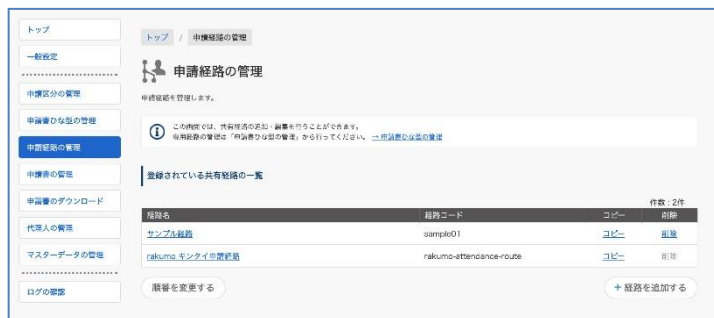 トップ
一般設定
申請区分の管理
申請書ひな型の管理
申請経路の管理
申請書の管理
申請書のダウンロード
代理人の管理
マスターデータの管理
ログの確認
トップ / 申請経路の管理
申請経路の管理
申請経路を管理します。
この画面では、共有経路の追加・編集を行うことができます。
専用経路の管理は「申請書ひな型の管理」から行ってください。 → 申請書ひな型の管理
登録されている共有経路の一覧
件数 : 2件
経路名 経路コード コピー 削除
サンプル経路 sample01 コピー 削除
rakumo キンタイ申請経路 rakumo-attendance-route コピー 削除
順番を変更する
+ 経路を追加する